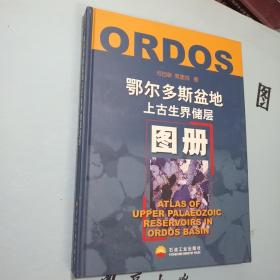 ORDOS
著
鄂尔多斯盆地
上古生界储层
图册
ATLAS OF
UPPER PALAEOZOIC
RESERVOIRS IN
ORDOS BASIN
石油工业出版社